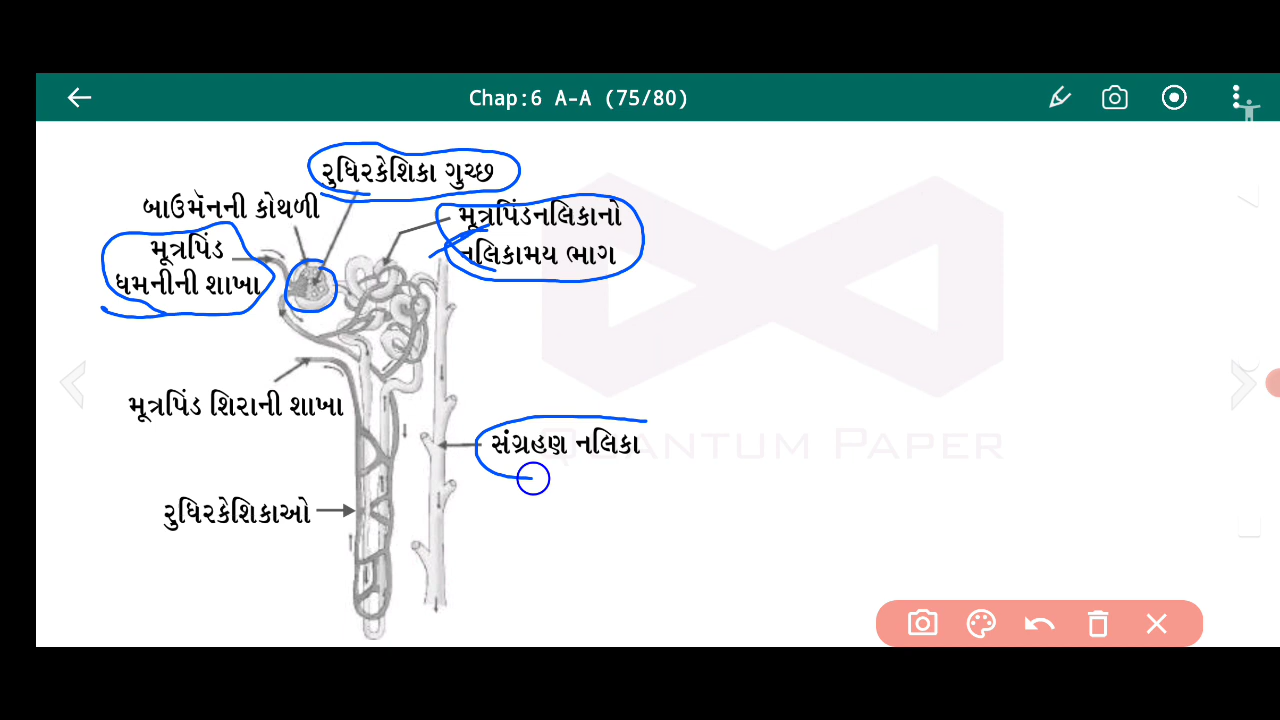 Chap:6 A-A (75/80)
રુધિરકેશિકા ગુચ્છ
બાઉમૅનની કોથળી
મૂત્રપિંડનલિકાનો
નલિકામય ભાગ
મૂત્રપિંડ
ધમનીની શાખા
મૂત્રપિંડ શિરાની શાખા
સંગ્રહણ નલિકા
QUANTUM PAPER
રુધિરકેશિકાઓ